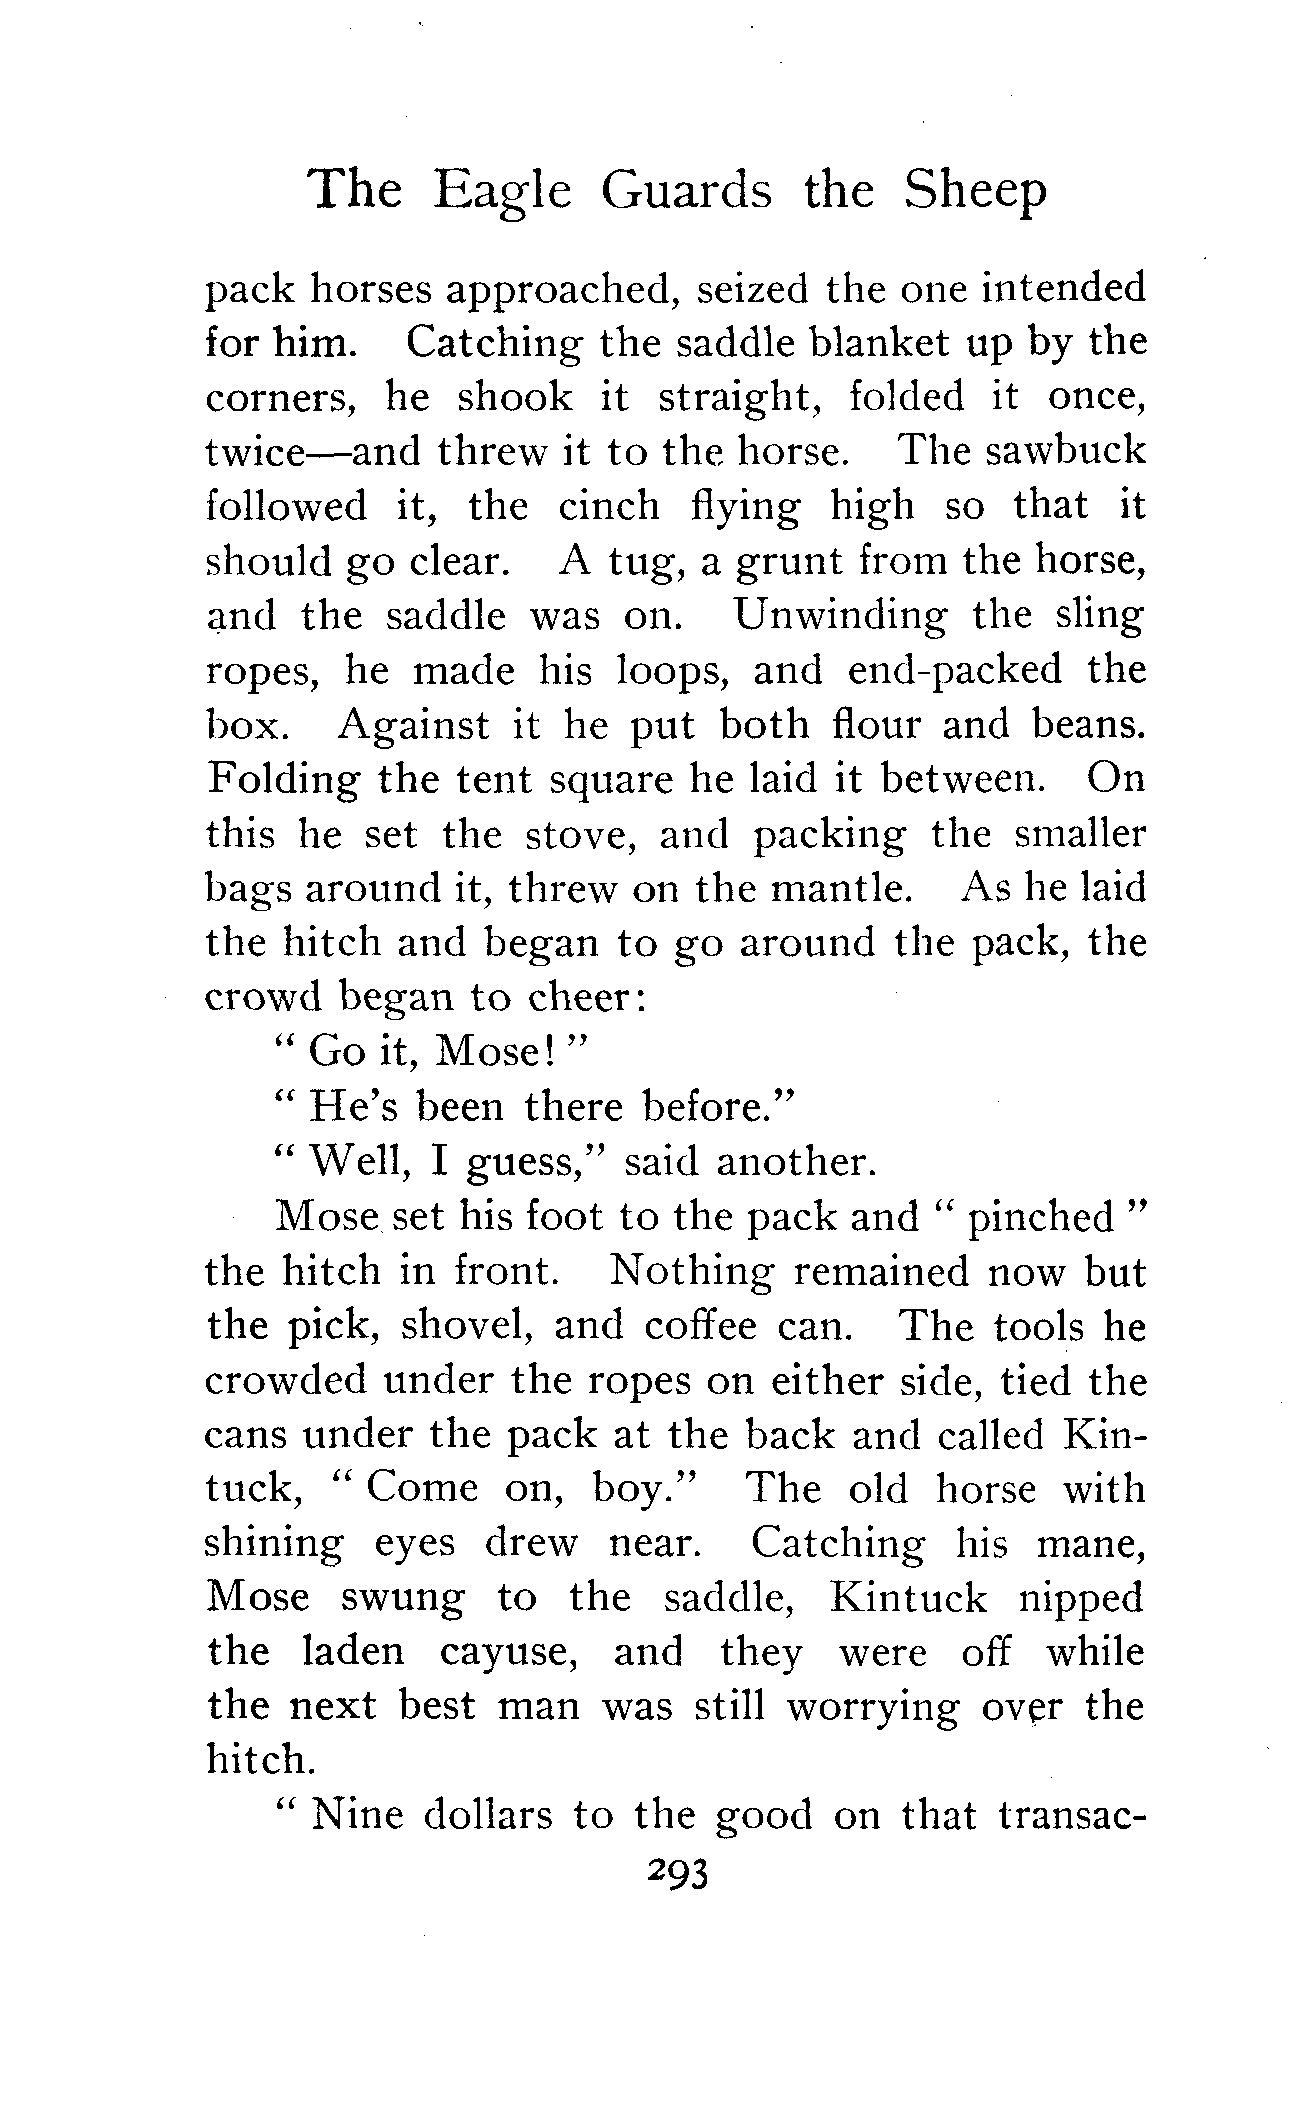 The Eagle Guards the Sheep
pack horses approached, seized the one intended
for him. Catching the saddle blanket up by the
corners, he shook it straight, folded it once,
twice—and threw it to the horse. The sawbuck
followed it, the cinch flying high so that it
should go clear. A tug, a grunt from the horse,
and the saddle was on. Unwinding the sling
ropes, he made his loops, and end-packed the
box. Against it he put both flour and beans.
Folding the tent square he laid it between. On
this he set the stove, and packing the smaller
bags around it, threw on the mantle. As he laid
the hitch and began to go around the pack, the
crowd began to cheer:
" Go it, Mose! "
" He's been there before."
" Well, I guess," said another.
Mose set his foot to the pack and " pinched "
the hitch in front. Nothing remained now but
the pick, shovel, and coffee can. The tools he
crowded under the ropes on either side, tied the
cans under the pack at the back and called Kin-
tuck, " Come on, boy." The old horse with
shining eyes drew near. Catching his mane,
Mose swung to the saddle, Kintuck nipped
the laden cayuse, and they were off while
the next best man was still worrying over the
hitch.
" Nine dollars to the good on that transac-
293